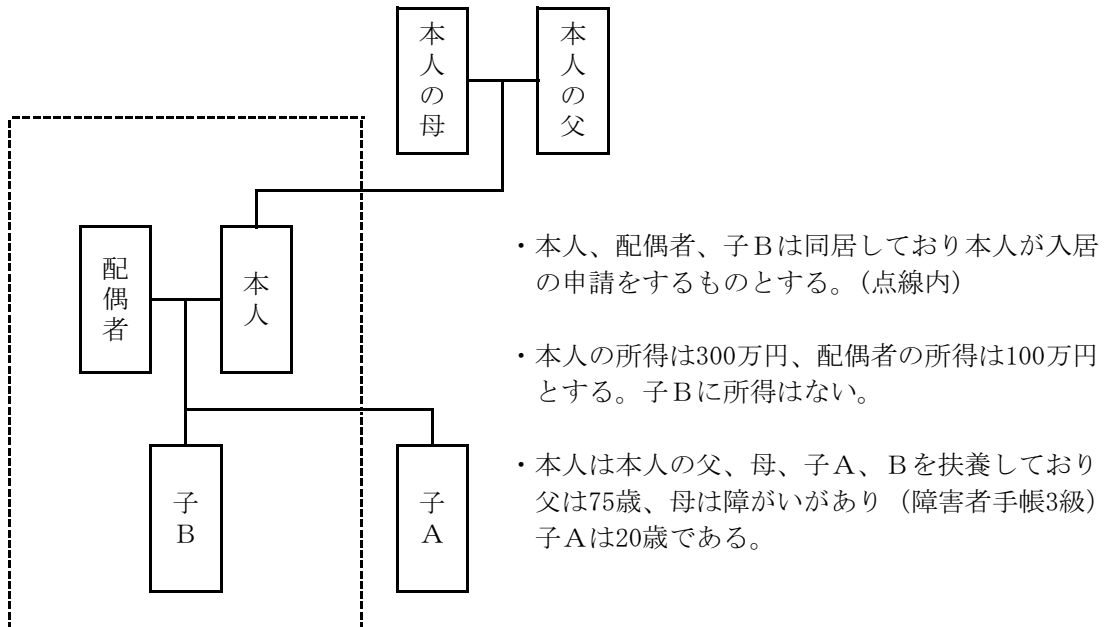 本人の母
本人の父
配偶者
本人
子B
子A
・本人、配偶者、子Bは同居しており本人が入居
の申請をするものとする。(点線内)
・本人の所得は300万円、配偶者の所得は100万円
とする。子Bに所得はない。
・本人は本人の父、母、子A、Bを扶養しており
父は75歳、母は障がいがあり(障害者手帳3級)
子Aは20歳である。